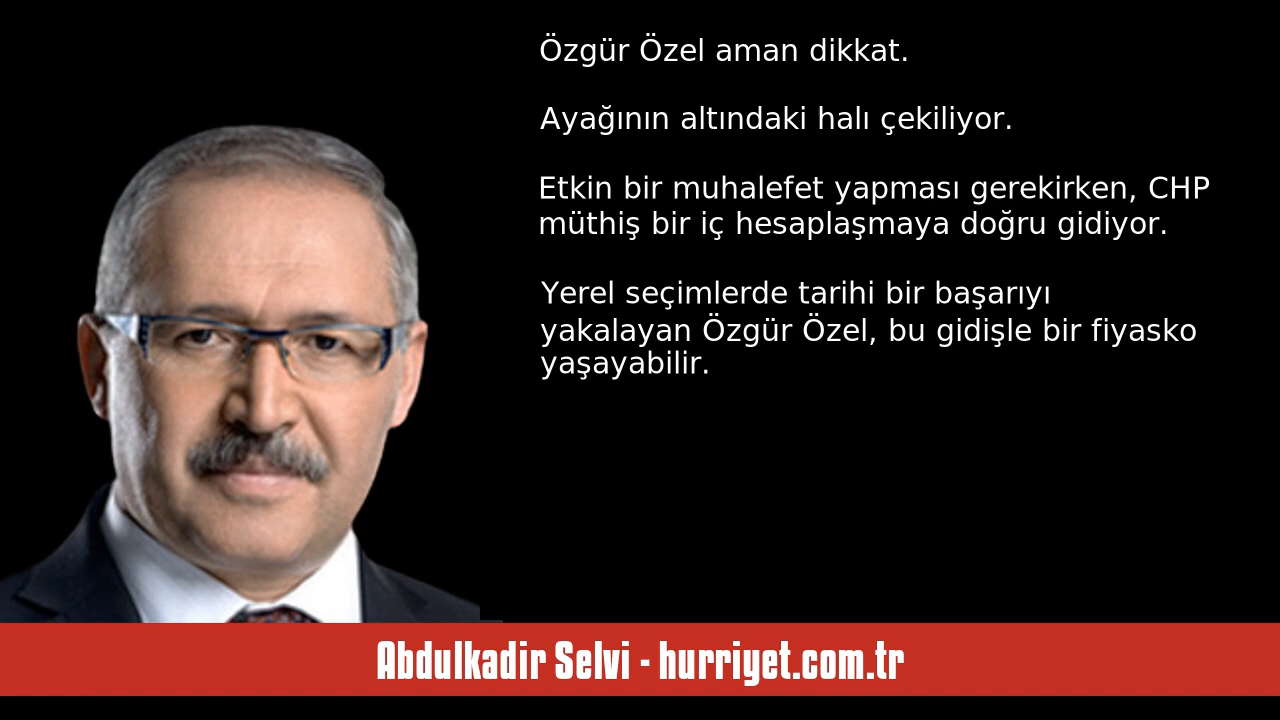 Özgür Özel aman dikkat.
Ayağının altındaki halı çekiliyor.
Etkin bir muhalefet yapması gerekirken, CHP
müthiş bir iç hesaplaşmaya doğru gidiyor.
Yerel seçimlerde tarihi bir başarıyı
yakalayan Özgür Özel, bu gidişle bir fiyasko
yaşayabilir.
Abdulkadir Selvi - hurriyet.com.tr